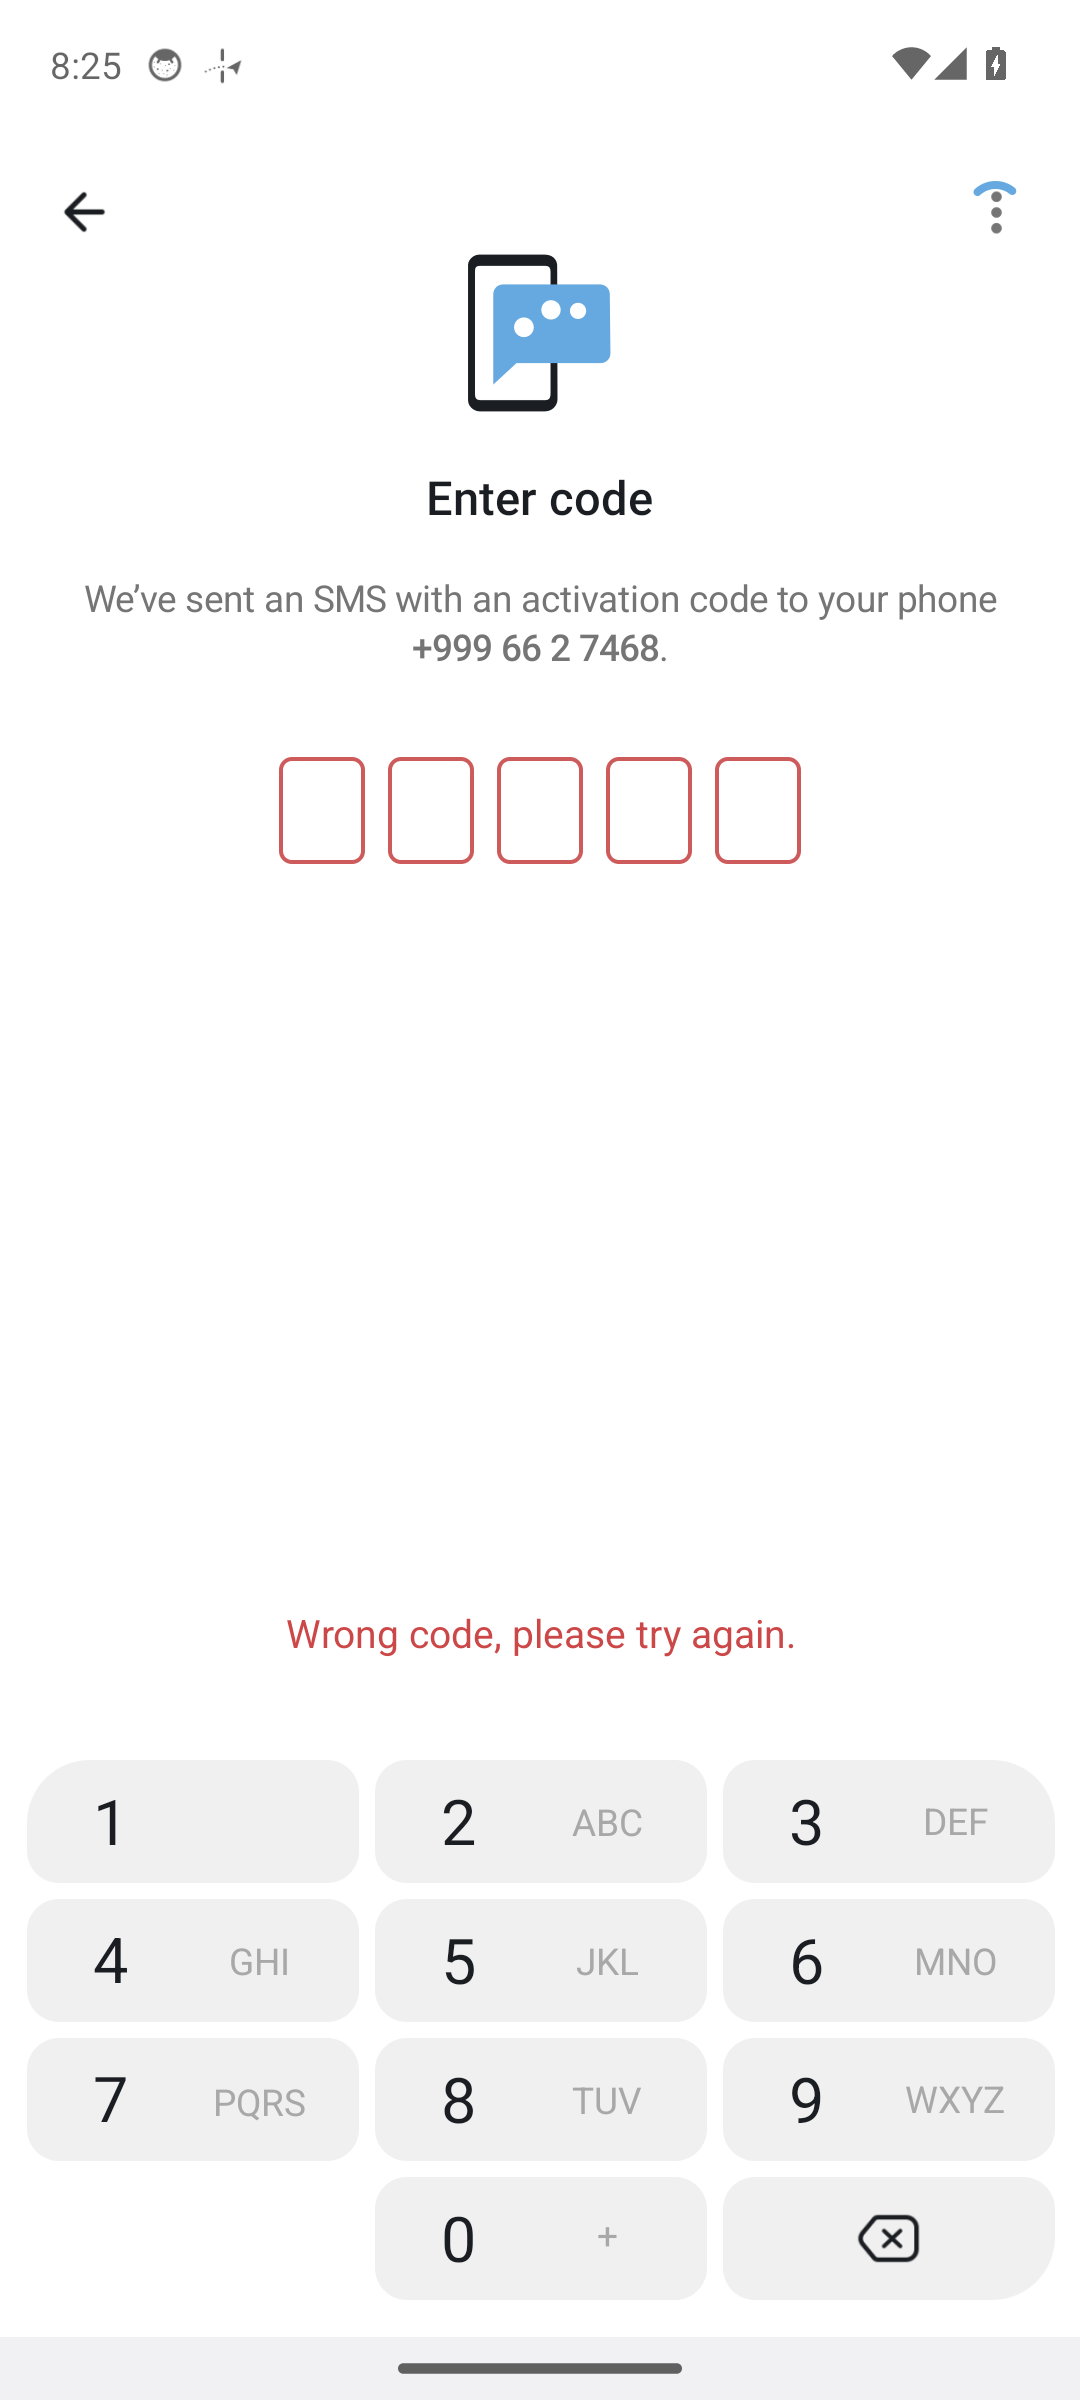 8:25
Enter code
We’ve sent an SMS with an activation code to your phone
+999 66 2 7468.
Wrong code, please try again.
1
2 ABC
3 DEF
4 GHI
5 JKL
6 MNO
7 PQRS
8 TUV
9 WXYZ
0 +